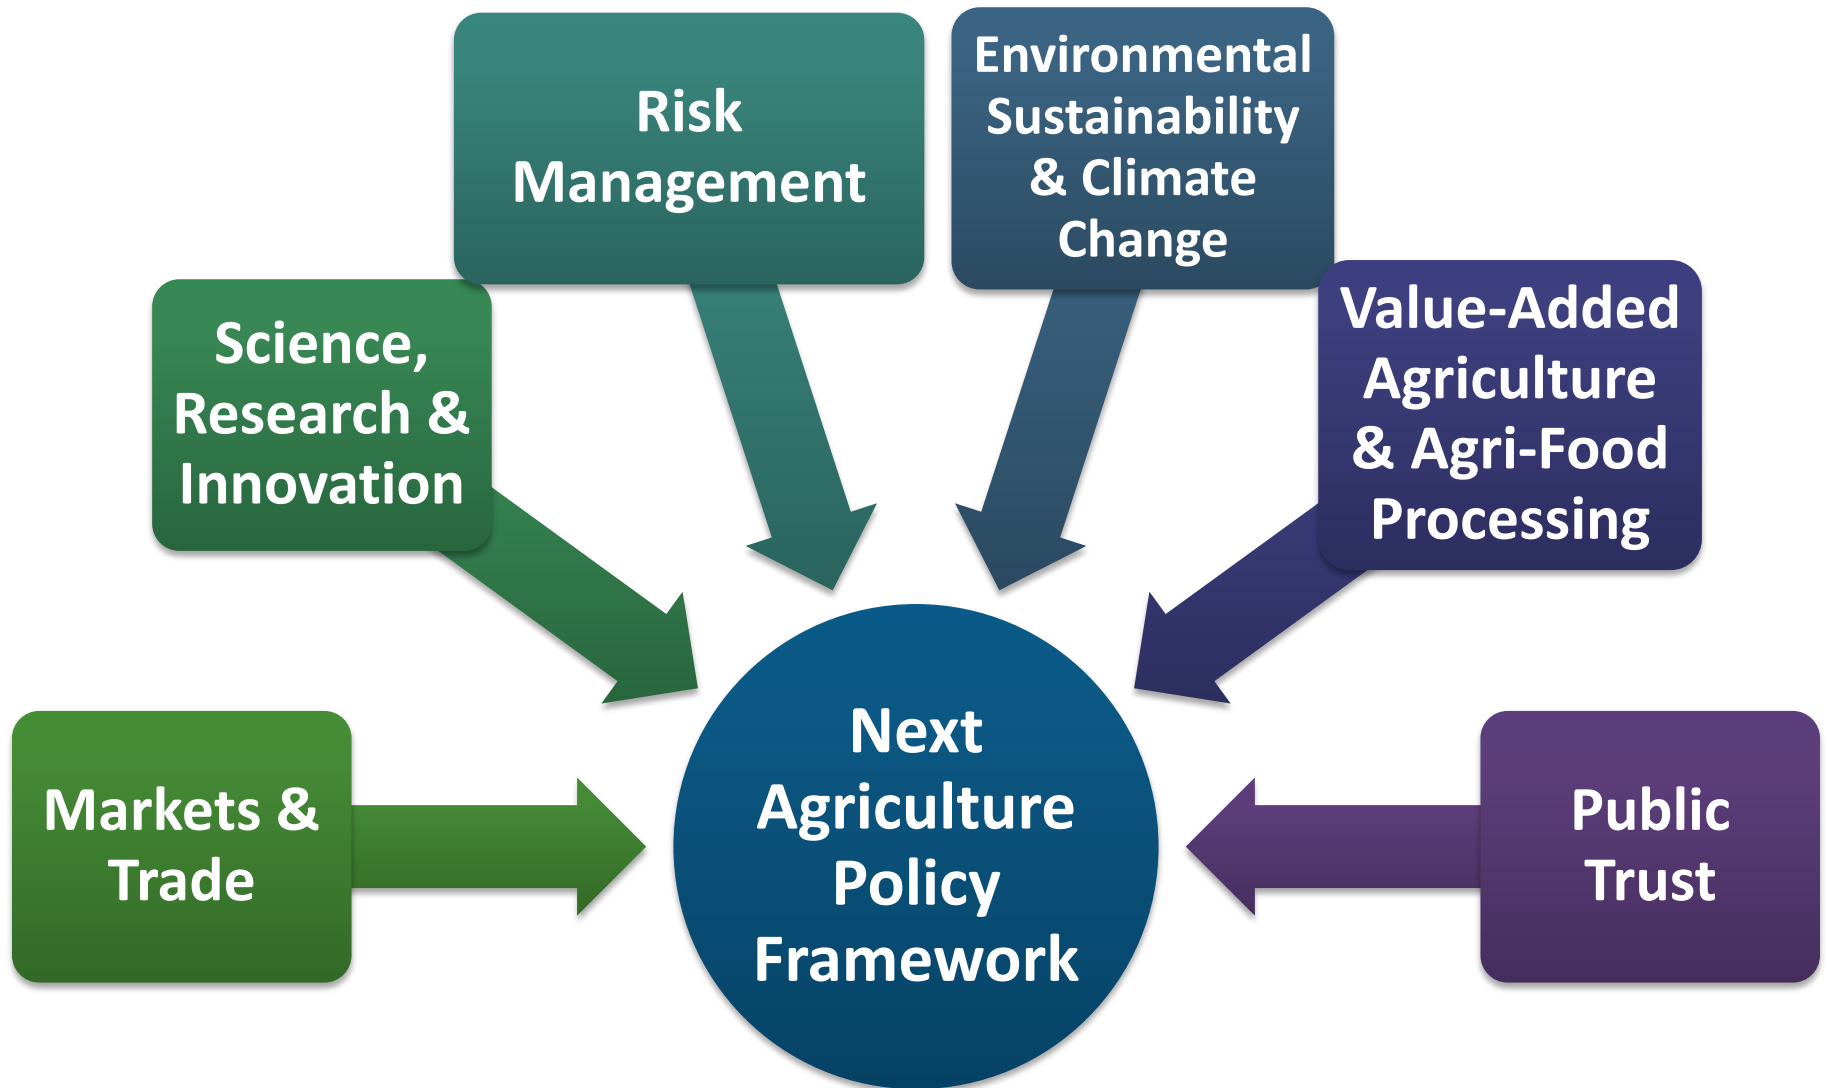 Risk
Management
Environmental
Sustainability
& Climate
Change
Science,
Research &
Innovation
Value-Added
Agriculture
& Agri-Food
Processing
Markets &
Trade
Next
Agriculture
Policy
Framework
Public
Trust